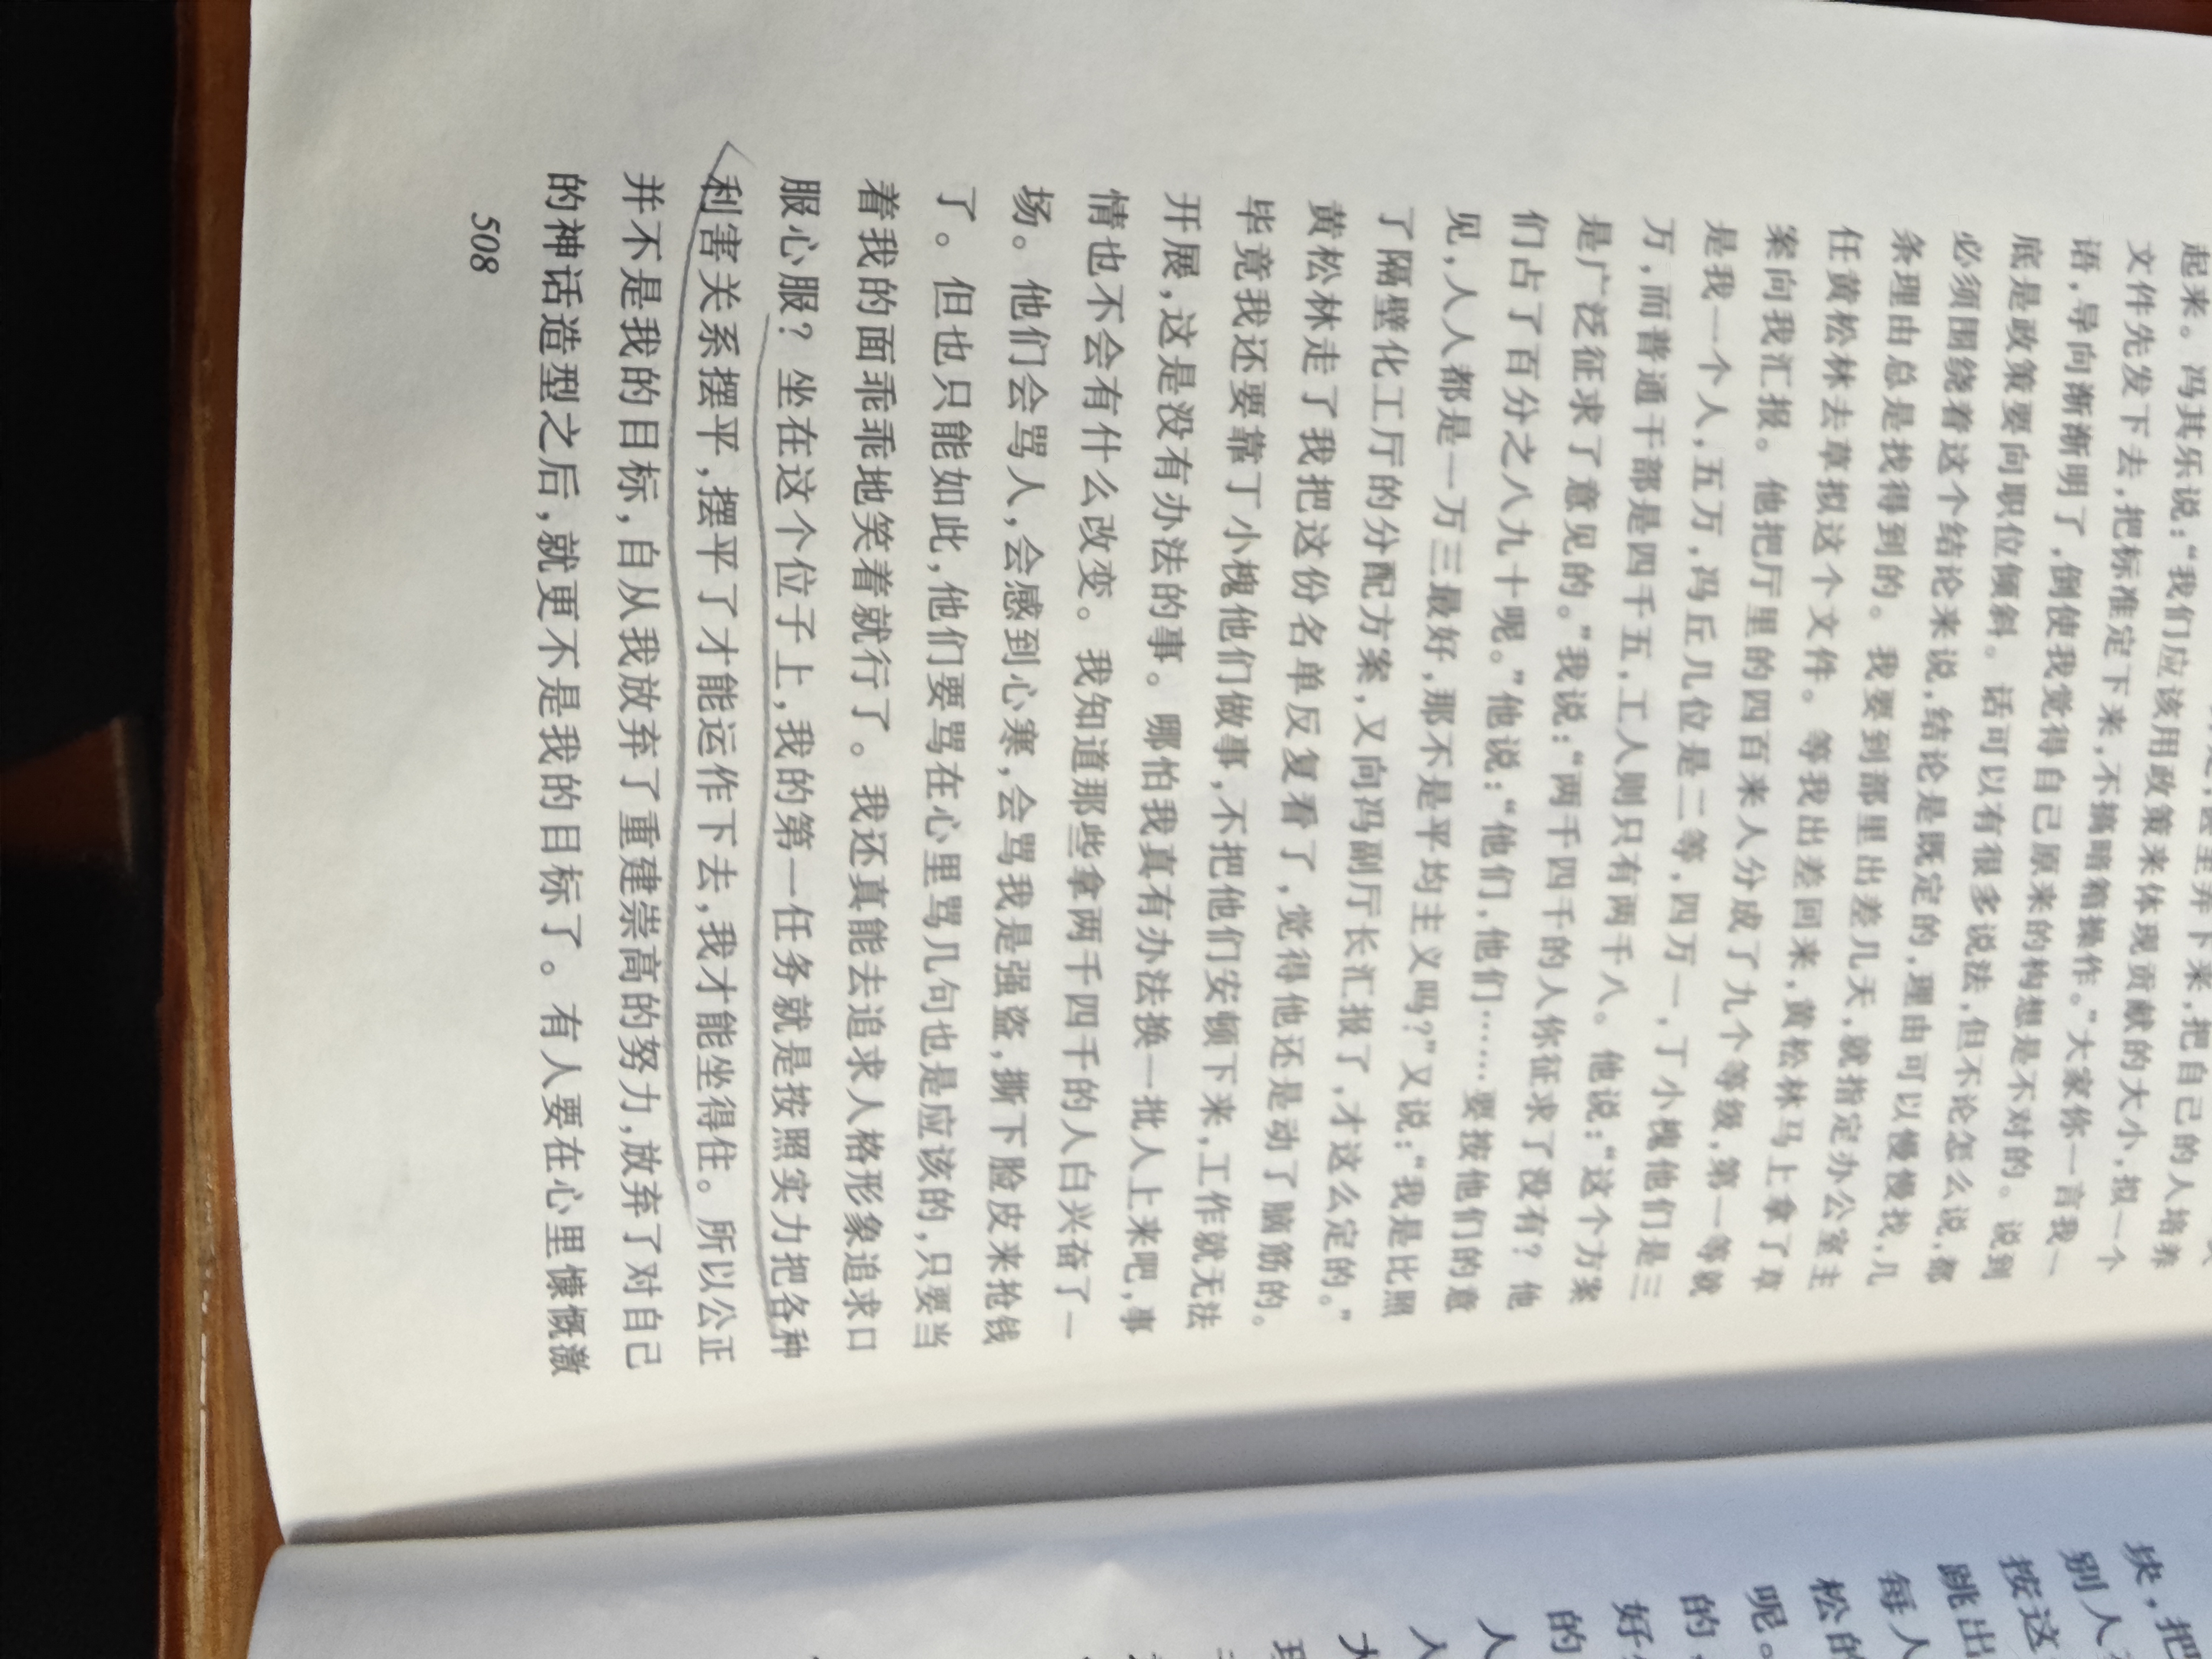 起来。冯其乐说：“我们应该用政策来体现贡献的大小，拟一个
文件先发下去，把标准定下来，不搞暗箱操作。”大家你一言我一
语，导向渐渐明了，倒使我觉得自己原来的构想是不对的。说到
底是政策要向职位倾斜。话可以有很多说法，但不论怎么说，都
必须围绕着这个结论来说，结论是既定的，理由可以慢慢找，几
条理由总是找得到的。我要到部里出差几天，就指定办公室主
任黄松林去草拟这个文件。等我出差回来，黄松林马上拿了草
案向我汇报。他把厅里的四百来人分成了九个等级，第一等就
是我一个人，五万，冯丘几位是二等，四万一，丁小槐他们是三
万，而普通干部是四千五，工人则只有两千八。他说：“这个方案
是广泛征求了意见的。”我说：“两千四千的人你征求了没有？他
们占了百分之八九十呢。”他说：“他们，他们，他们……要按他们的意
见，人人都是一万三最好，那不是平均主义吗？”又说：“我是比照
了隔壁化工厅的分配方案，又向冯副厅长汇报了，才这么定的。”
黄松林走了我把这份名单反复看了，觉得他还是动了脑筋的。
毕竟我还要靠丁小槐他们做事，不把他们安顿下来，工作就无法
开展，这是没有办法的事。哪怕我真有办法换一批人上来吧，事
情也不会有什么改变。我知道那些拿两千四千的人白兴奋了一
场。他们会骂人，会感到心寒，会骂我是强盗，撕下脸皮来抢钱
了。但也只能如此，他们要骂在心里骂几句也是应该的，只要当
着我的面乖乖地笑着就行了。我还真能去追求人格形象追求口
服心服？坐在这个位子上，我的第一任务就是按照实力把各种
利害关系摆平，摆平了才能运作下去，我才能坐得住。所以公正
并不是我的目标，自从我放弃了重建崇高的努力，放弃了对自己
的神话造型之后，就更不是我的目标了。有人要在心里慷慨激
508
块，把
别人
按这
跳出
每人
松的
呢。
的，
好
的
人
入
大